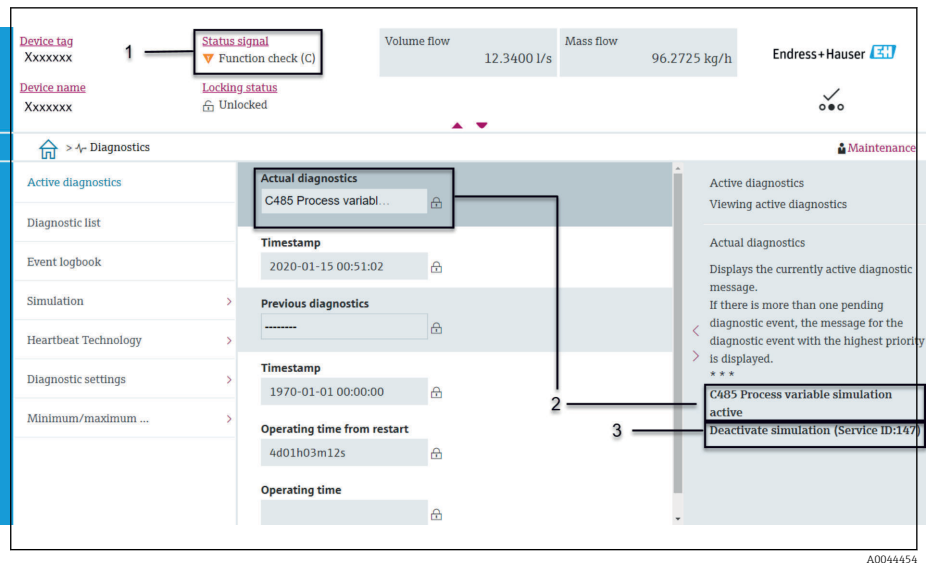 Device tag
Xxxxxxx
1
Status signal
Function check (C)
Volume flow
12.3400 l/s
Mass flow
96.2725 kg/h
Endress+Hauser EH
Device name
Xxxxxxx
Locking status
Unlocked
> Diagnostics
Maintenance
Active diagnostics
Diagnostic list
Event logbook
Simulation
Heartbeat Technology
Diagnostic settings
Minimum/maximum ...
Actual diagnostics
C485 Process variabl...
Timestamp
2020-01-15 00:51:02
Previous diagnostics
--------
Timestamp
1970-01-01 00:00:00
Operating time from restart
4d01h03m12s
Operating time
2
3
Active diagnostics
Viewing active diagnostics
Actual diagnostics
Displays the currently active diagnostic
message.
If there is more than one pending
diagnostic event, the message for the
diagnostic event with the highest priority
is displayed.
* * *
C485 Process variable simulation
active
Deactivate simulation (Service ID:147)
A0044454